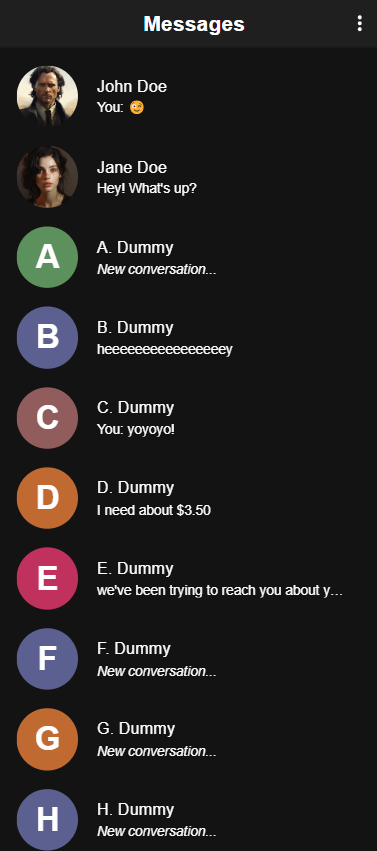 Messages
John Doe
You: 😳
Jane Doe
Hey! What's up?
A
A. Dummy
New conversation...
B
B. Dummy
heeeeeeeeeeeeeeeey
C
C. Dummy
You: yoyoyo!
D
D. Dummy
I need about $3.50
E
E. Dummy
we've been trying to reach you about y...
F
F. Dummy
New conversation...
G
G. Dummy
New conversation...
H
H. Dummy
New conversation...